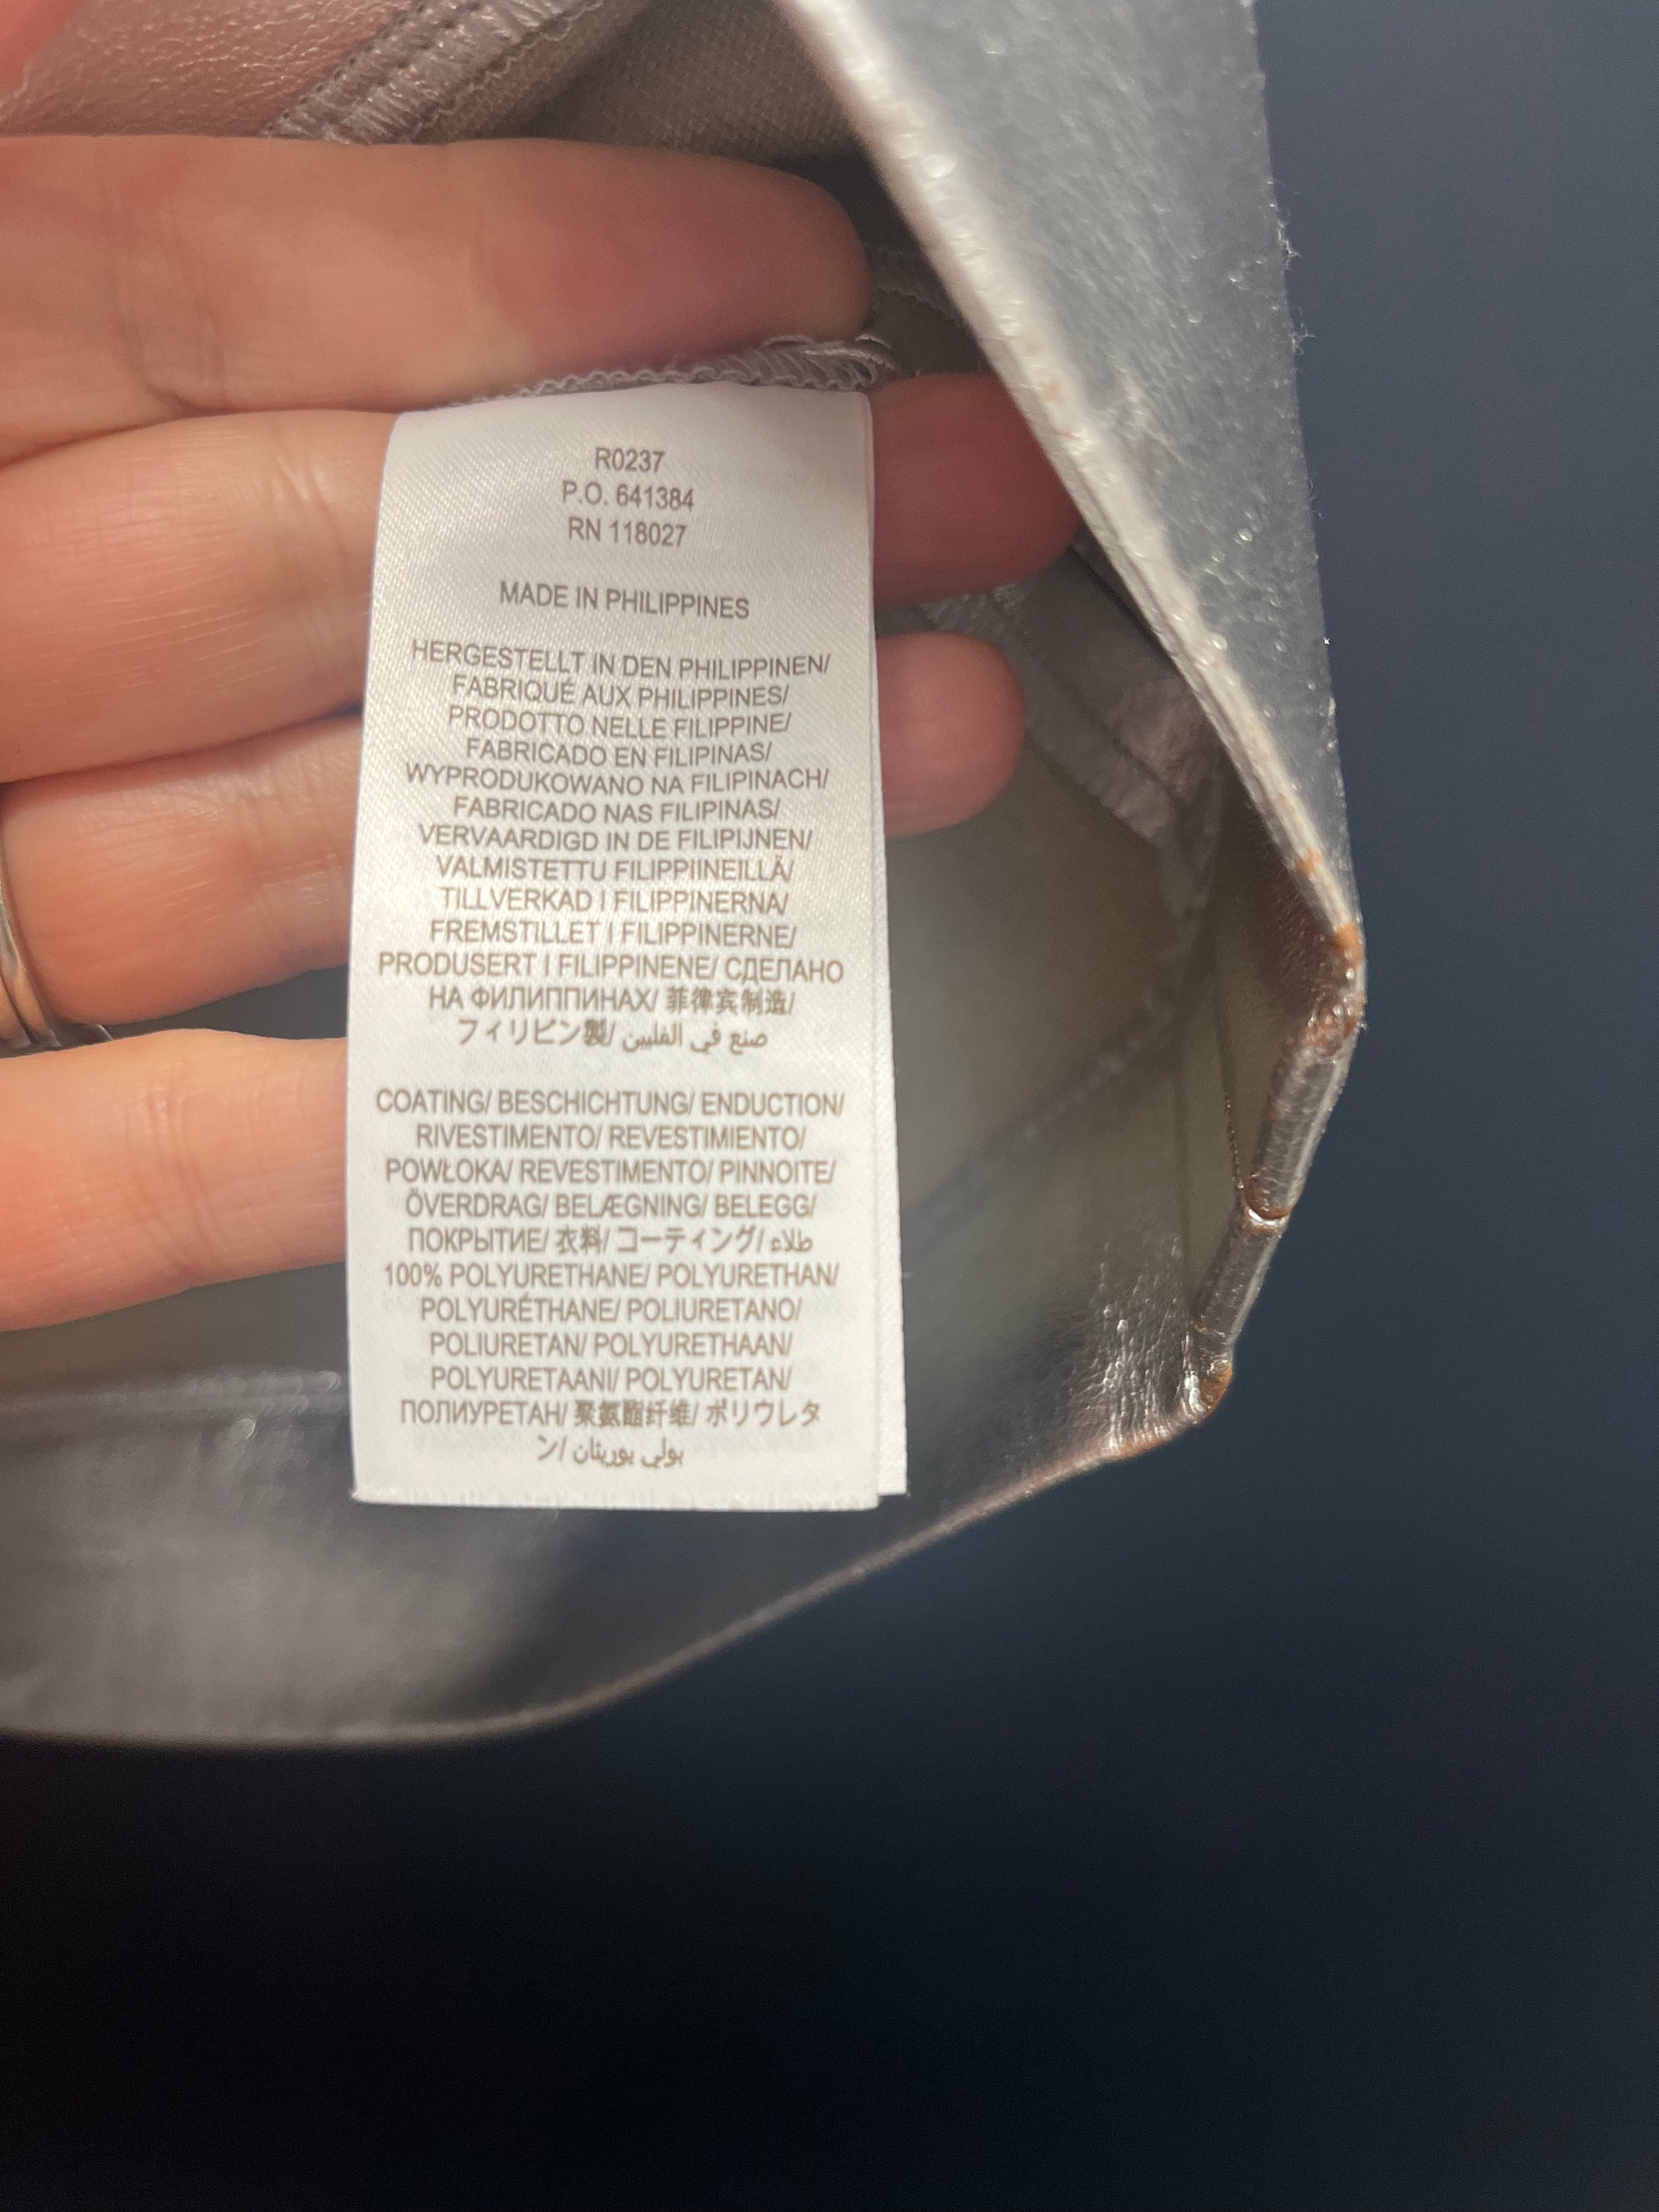 R0237
P.O. 641384
RN 118027
MADE IN PHILIPPINES
HERGESTELLT IN DEN PHILIPPINEN/
FABRIQUÉ AUX PHILIPPINES/
PRODOTTO NELLE FILIPPINE/
FABRICADO EN FILIPINAS/
WYPRODUKOWANO NA FILIPINACH/
FABRICADO NAS FILIPINAS/
VERVAARDIGD IN DE FILIPIJNEN/
VALMISTETTU FILIPPIINEILLÄ/
TILLVERKAD I FILIPPINERNA/
FREMSTILLET I FILIPPINERNE/
PRODUSERT I FILIPPINENE/ СДЕЛАНО
НА ФИЛИППИНАХ/ 菲律宾制造/
フィリピン製/ صنع في الفلبين
COATING/ BESCHICHTUNG/ ENDUCTION/
RIVESTIMENTO/ REVESTIMIENTO/
POWŁOKA/ REVESTIMENTO/ PINNOITE/
ÖVERDRAG/ BELÆGNING/ BELEGG/
ПОКРЫТИЕ/ 衣料/ コーティング/ طلاء
100% POLYURETHANE/ POLYURETHAN/
POLYURÉTHANE/ POLIURETANO/
POLIURETAN/ POLYURETHAAN/
POLYURETAANI/ POLYURETAN/
ПОЛИУРЕТАН/ 聚氨酯纤维/ ポリウレタ
ン/ بولي يوريثان